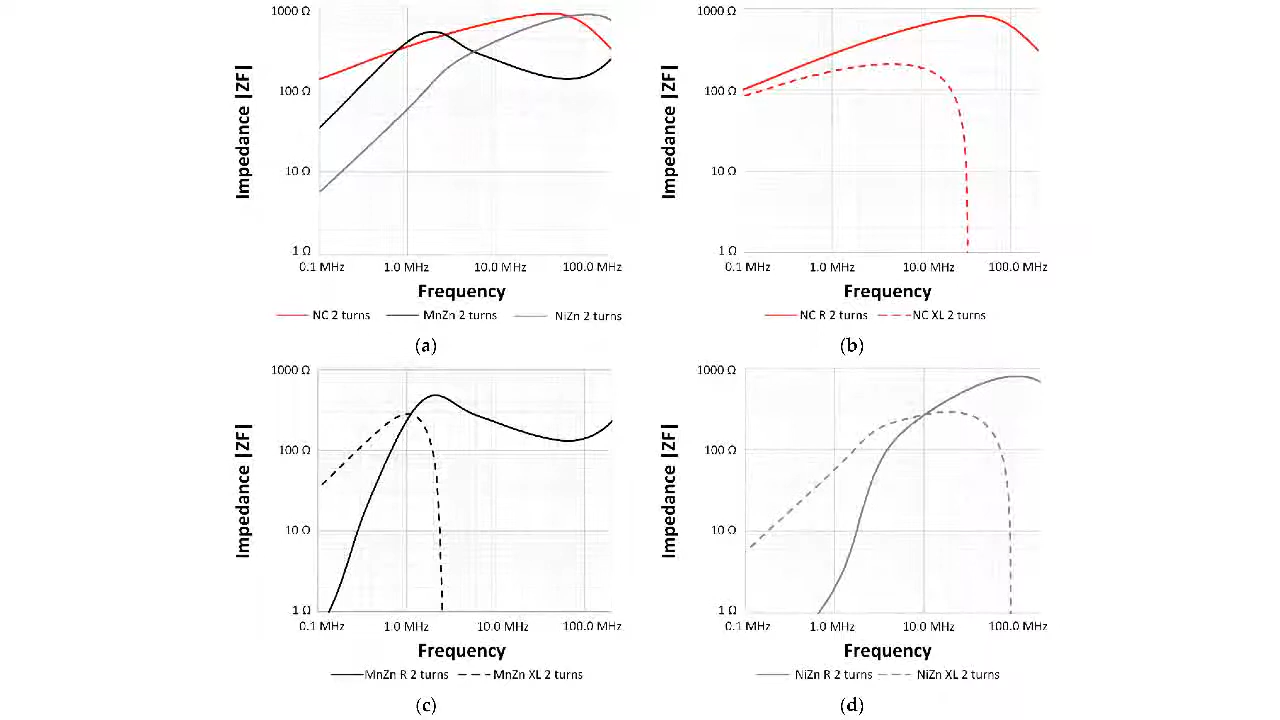 1000 Ω
100 Ω
10 Ω
1 Ω
Impedance |ZF|
0.1 MHz 1.0 MHz 10.0 MHz 100.0 MHz
Frequency
NC 2 turns MnZn 2 turns NiZn 2 turns
(a)
1000 Ω
100 Ω
10 Ω
1 Ω
Impedance |ZF|
0.1 MHz 1.0 MHz 10.0 MHz 100.0 MHz
Frequency
NC R 2 turns NC XL 2 turns
(b)
1000 Ω
100 Ω
10 Ω
1 Ω
Impedance |ZF|
0.1 MHz 1.0 MHz 10.0 MHz 100.0 MHz
Frequency
MnZn R 2 turns MnZn XL 2 turns
(c)
1000 Ω
100 Ω
10 Ω
1 Ω
Impedance |ZF|
0.1 MHz 1.0 MHz 10.0 MHz 100.0 MHz
Frequency
NiZn R 2 turns NiZn XL 2 turns
(d)